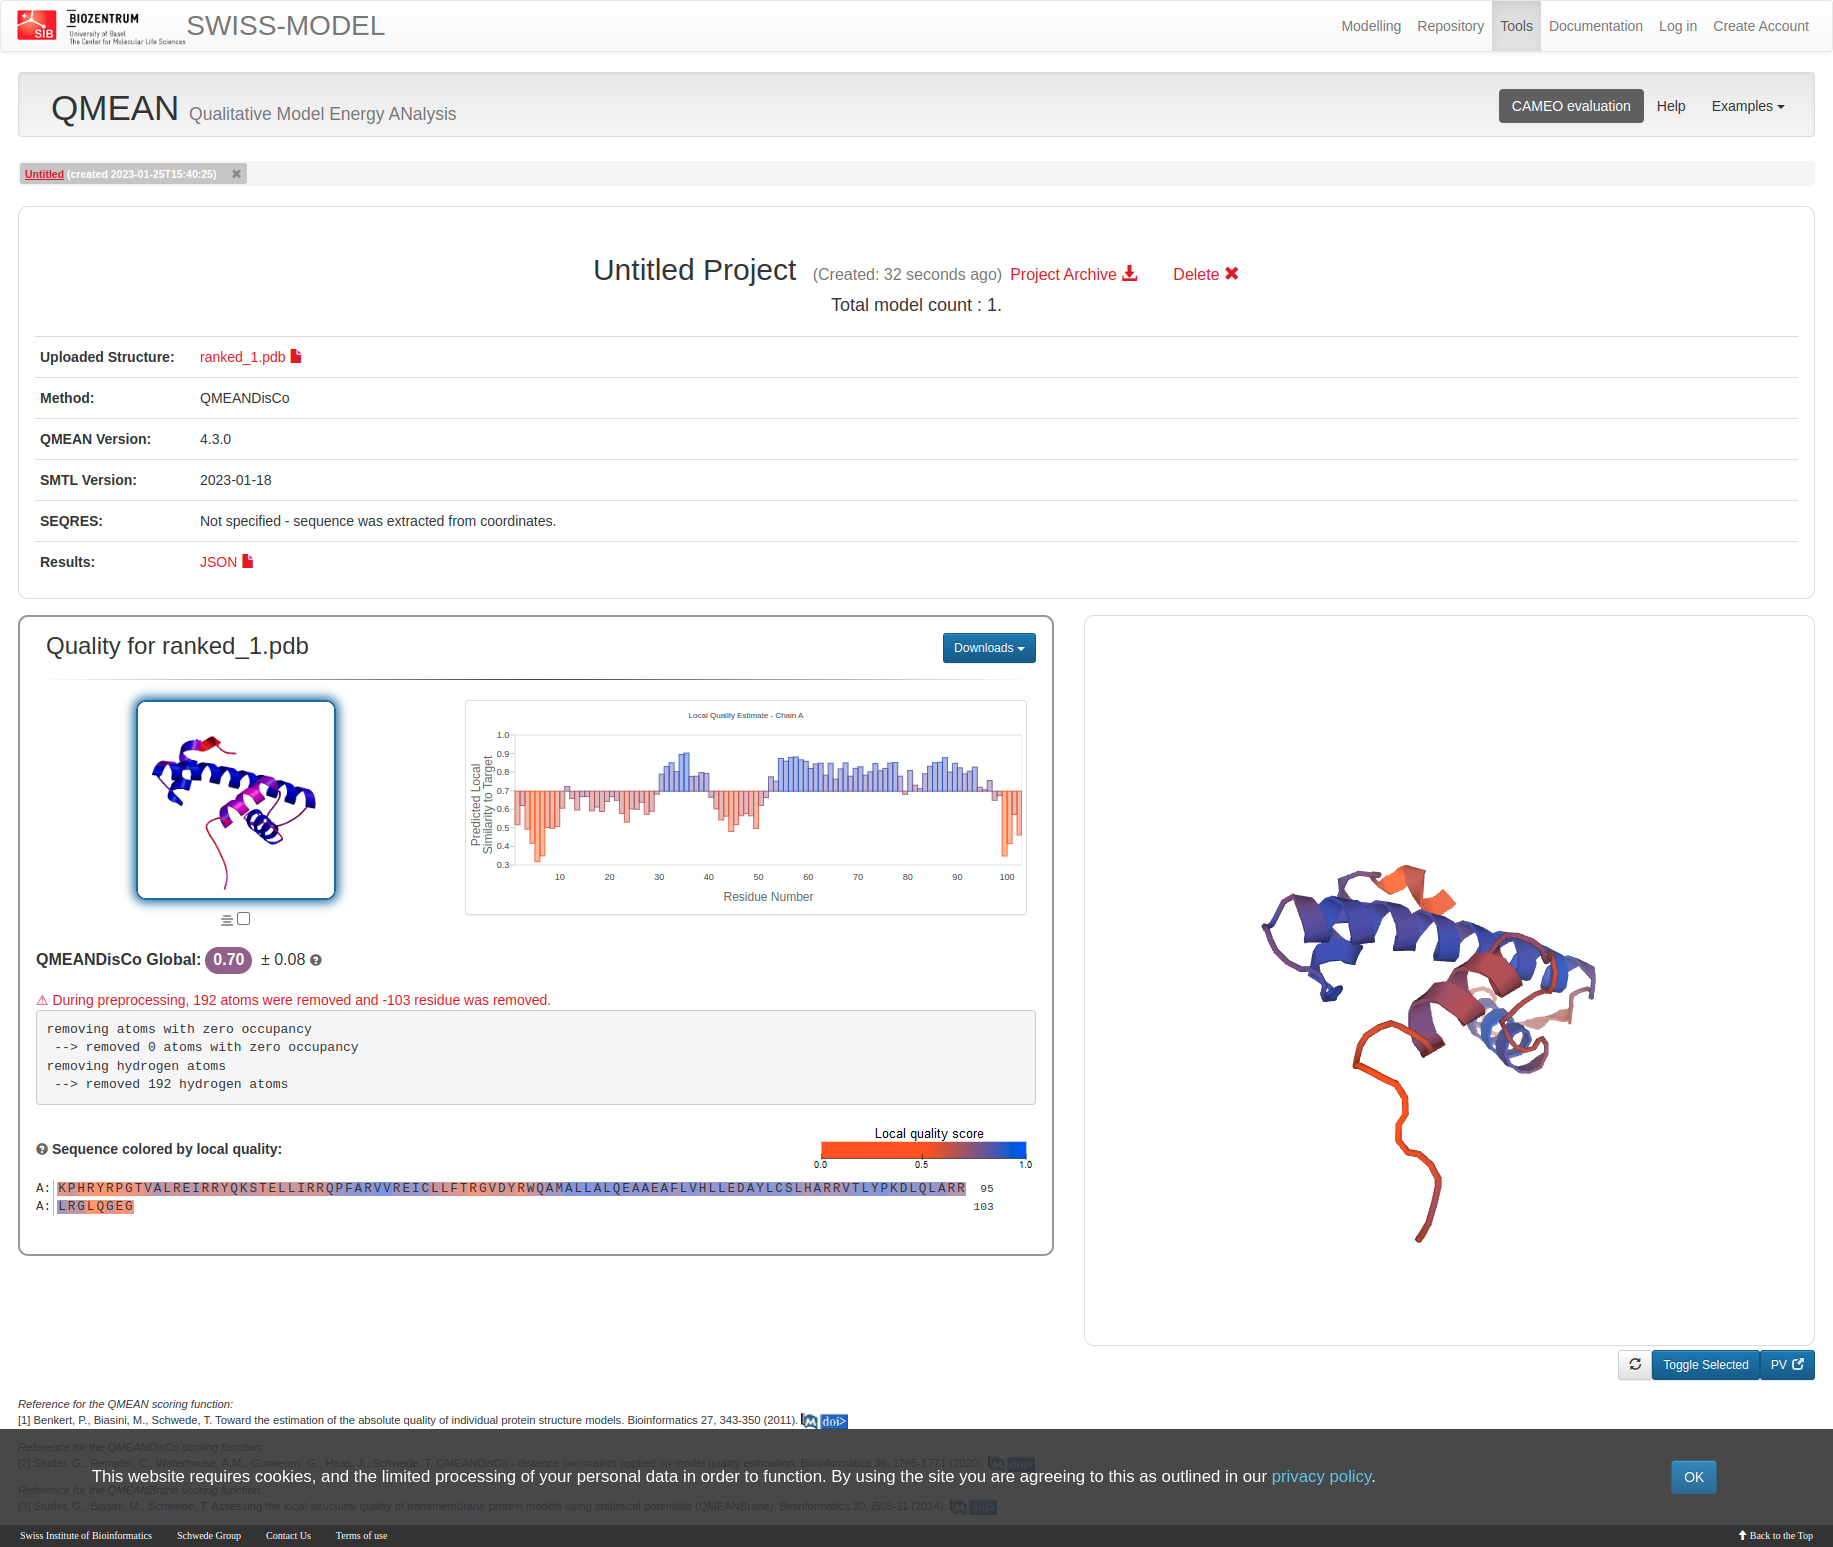 SIB
BIOZENTRUM
University of Basel
The Center for Molecular Life Sciences
SWISS-MODEL
Modelling Repository Tools Documentation Log in Create Account
QMEAN Qualitative Model Energy ANalysis
CAMEO evaluation Help Examples
Untitled (created 2023-01-25T15:40:25)
Untitled Project (Created: 32 seconds ago) Project Archive Delete
Total model count : 1.
Uploaded Structure: ranked_1.pdb
Method: QMEANDisCo
QMEAN Version: 4.3.0
SMTL Version: 2023-01-18
SEQRES: Not specified - sequence was extracted from coordinates.
Results: JSON
Quality for ranked_1.pdb
Downloads
Local Quality Estimate - Chain A
Predicted Local
Similarity to Target
1.0
0.9
0.8
0.7
0.6
0.5
0.4
0.3
10 20 30 40 50 60 70 80 90 100
Residue Number
QMEANDisCo Global: 0.70 ± 0.08
⚠ During preprocessing, 192 atoms were removed and -103 residue was removed.
removing atoms with zero occupancy
--> removed 0 atoms with zero occupancy
removing hydrogen atoms
--> removed 192 hydrogen atoms
Sequence colored by local quality:
Local quality score
0.0 0.5 1.0
A: KPHRYRPGTVALREIRRYQKSTELLIRRQPFARVVREICLLFTRGVDYRWQAMALLALQEAAEAFLVHLLEDAYLCSLHARRVTLYPKDLQLARR 95
A: LRGLQGEG 103
Toggle Selected PV
Reference for the QMEAN scoring function:
[1] Benkert, P., Biasini, M., Schwede, T. Toward the estimation of the absolute quality of individual protein structure models. Bioinformatics 27, 343-350 (2011). M doi>
Reference for the QMEANDisCo scoring function:
[2] Studer, G., Rempfer, C., Waterhouse, A.M., Gumienny, G., Haas, J., Schwede, T. QMEANDisCo - distance constraints applied on model quality estimation. Bioinformatics 36, 1765-1771 (2020). M doi>
This website requires cookies, and the limited processing of your personal data in order to function. By using the site you are agreeing to this as outlined in our privacy policy.
OK
Reference for the QMEANBrane scoring function:
[3] Studer, G., Biasini, M., Schwede, T. Assessing the local structural quality of transmembrane protein models using statistical potentials (QMEANBrane). Bioinformatics 30, i505-11 (2014). M doi>
Swiss Institute of Bioinformatics Schwede Group Contact Us Terms of use
Back to the Top